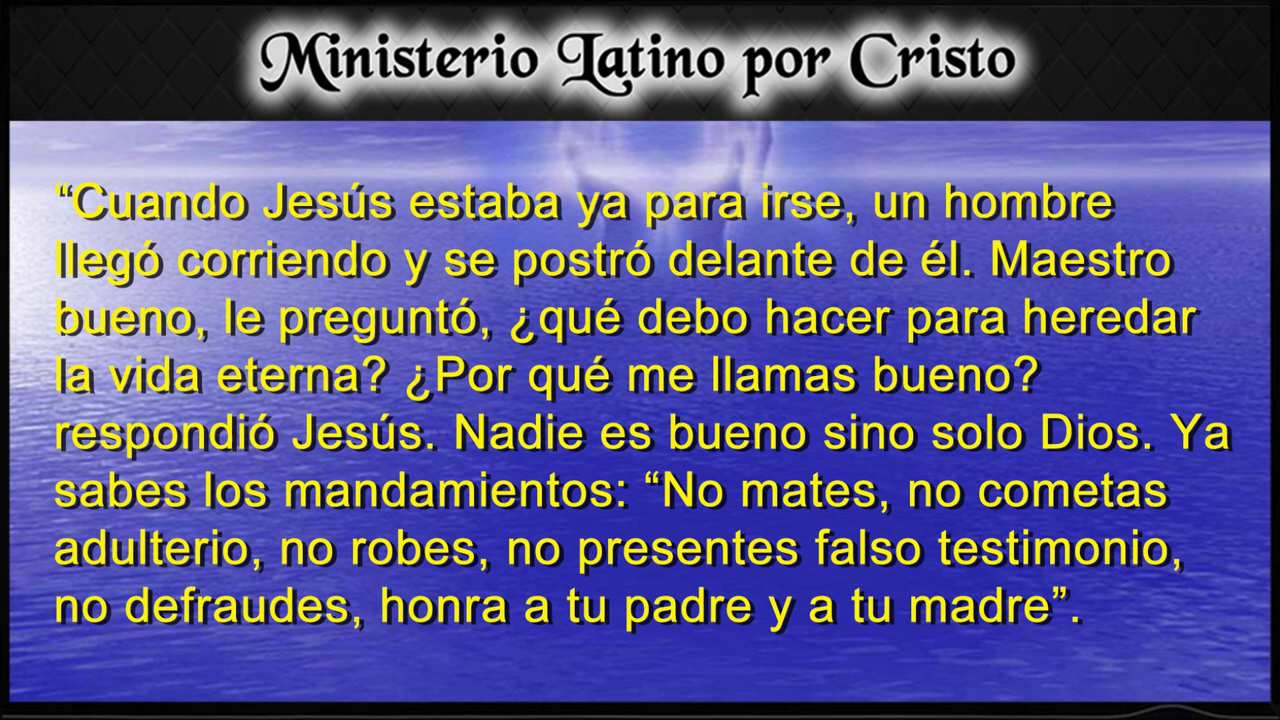 Ministerio Latino por Cristo
“Cuando Jesús estaba ya para irse, un hombre
llegó corriendo y se postró delante de él. Maestro
bueno, le preguntó, ¿qué debo hacer para heredar
la vida eterna? ¿Por qué me llamas bueno?
respondió Jesús. Nadie es bueno sino solo Dios. Ya
sabes los mandamientos: “No mates, no cometas
adulterio, no robes, no presentes falso testimonio,
no defraudes, honra a tu padre y a tu madre”.